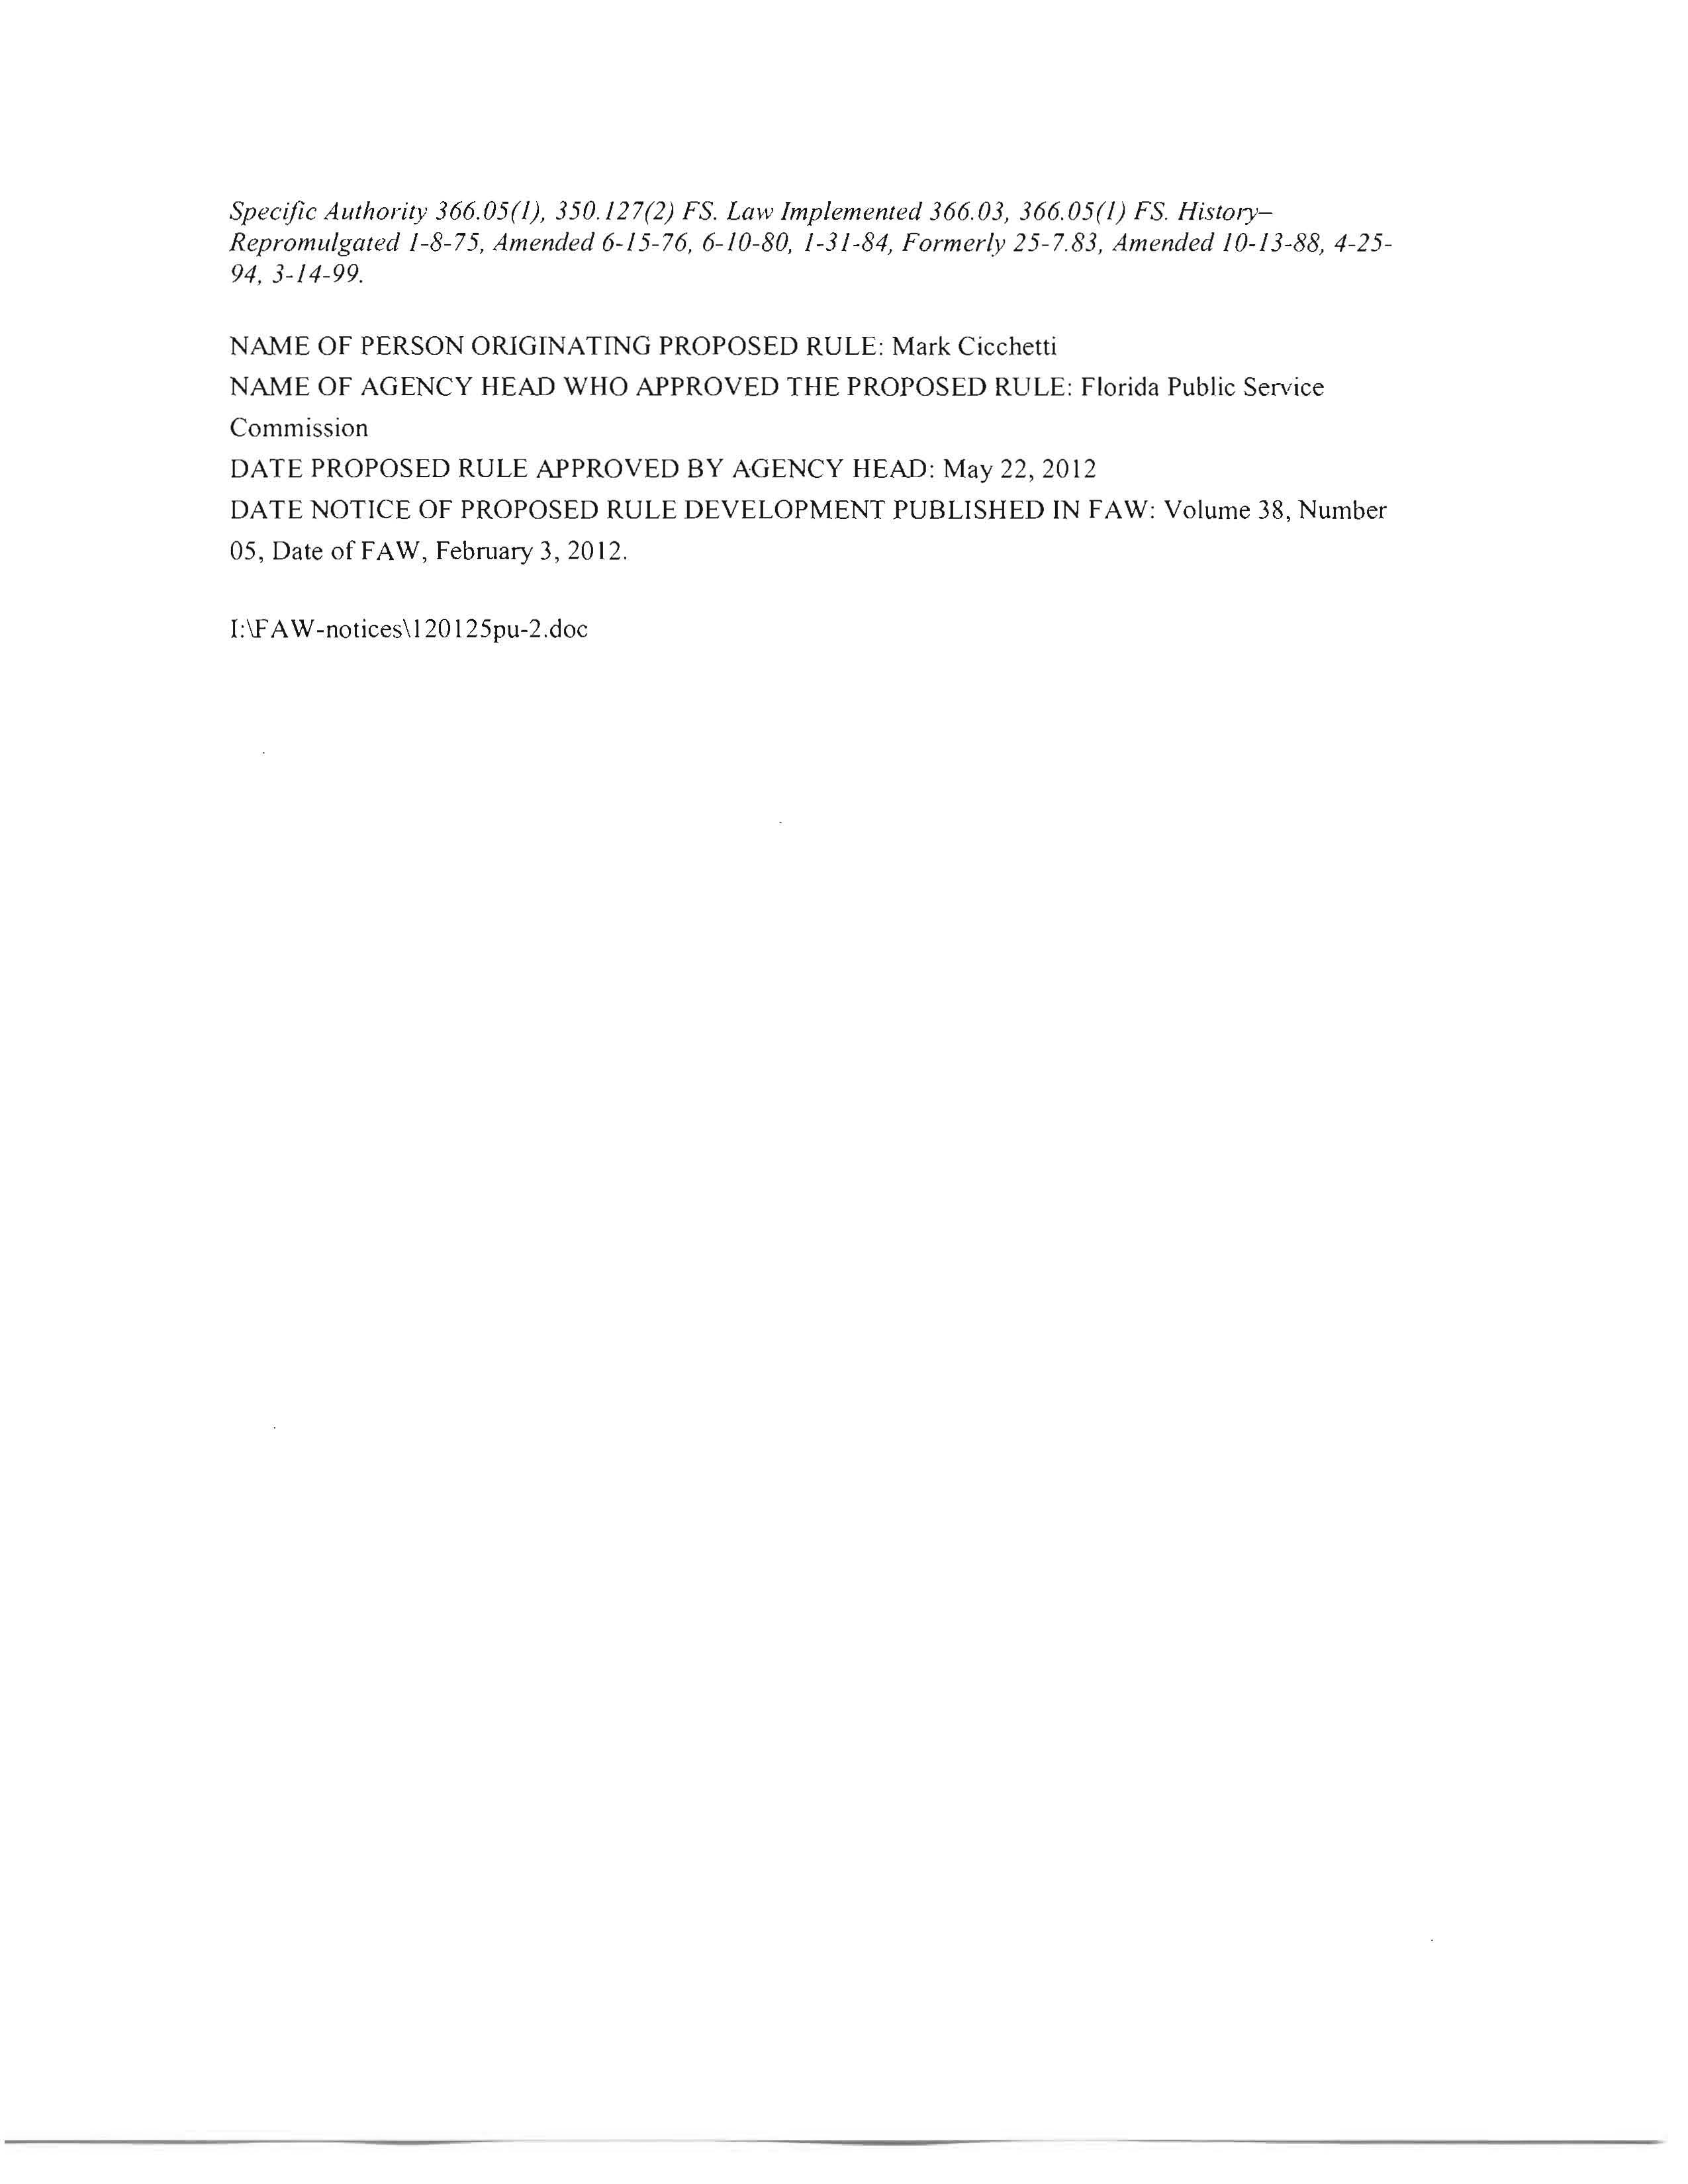 Specific Authority 366.05(1), 350.127(2) FS. Law Implemented 366.03, 366.05(1) FS. History–
Repromulgated 1-8-75, Amended 6-15-76, 6-10-80, 1-31-84, Formerly 25-7.83, Amended 10-13-88, 4-25-
94, 3-14-99.
NAME OF PERSON ORIGINATING PROPOSED RULE: Mark Cicchetti
NAME OF AGENCY HEAD WHO APPROVED THE PROPOSED RULE: Florida Public Service
Commission
DATE PROPOSED RULE APPROVED BY AGENCY HEAD: May 22, 2012
DATE NOTICE OF PROPOSED RULE DEVELOPMENT PUBLISHED IN FAW: Volume 38, Number
05, Date of FAW, February 3, 2012.
I:\FAW-notices\120125pu-2.doc